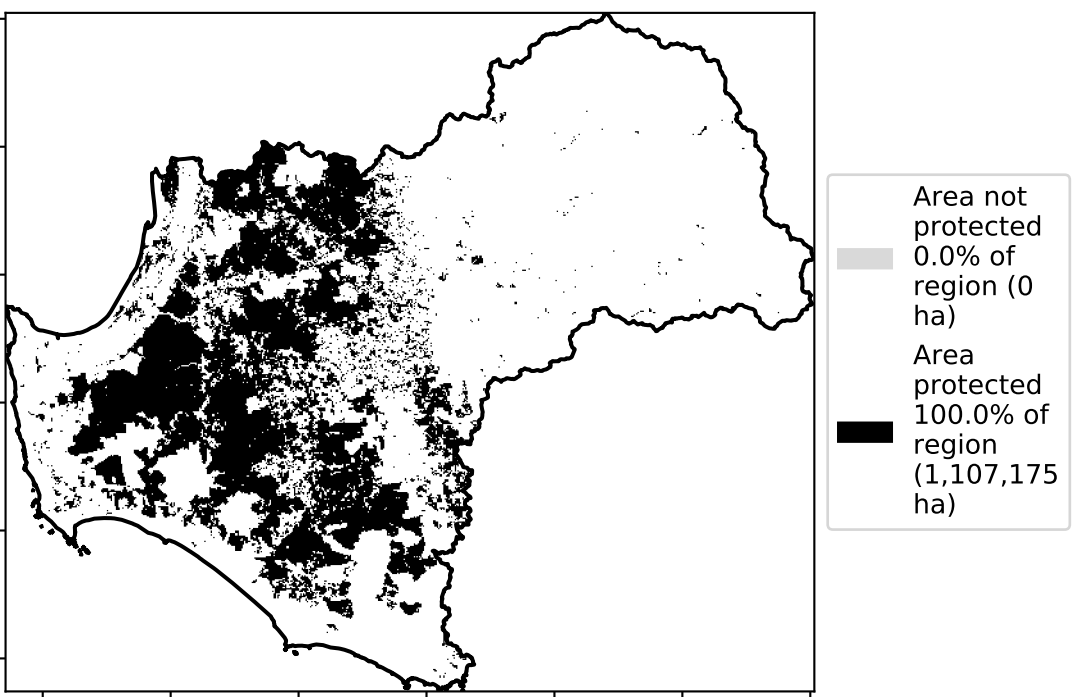 Area not
protected
0.0% of
region (0
ha)
Area
protected
100.0% of
region
(1,107,175
ha)